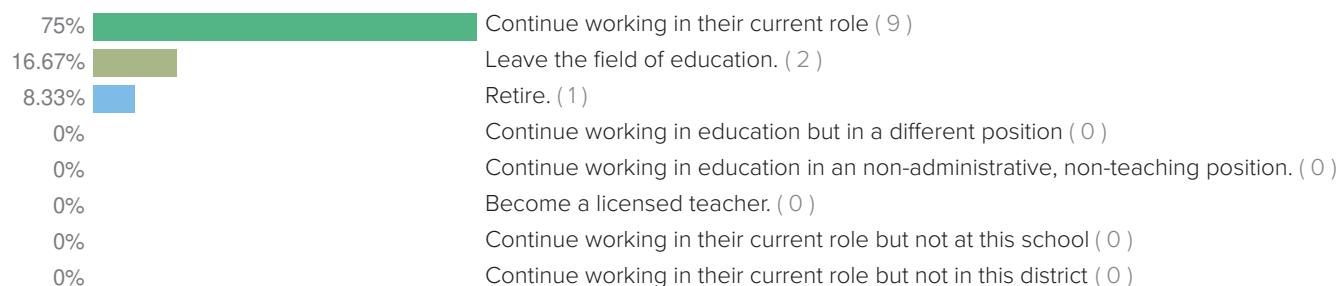 75% Continue working in their current role ( 9 )
16.67% Leave the field of education. ( 2 )
8.33% Retire. ( 1 )
0% Continue working in education but in a different position ( 0 )
0% Continue working in education in an non-administrative, non-teaching position. ( 0 )
0% Become a licensed teacher. ( 0 )
0% Continue working in their current role but not at this school ( 0 )
0% Continue working in their current role but not in this district ( 0 )